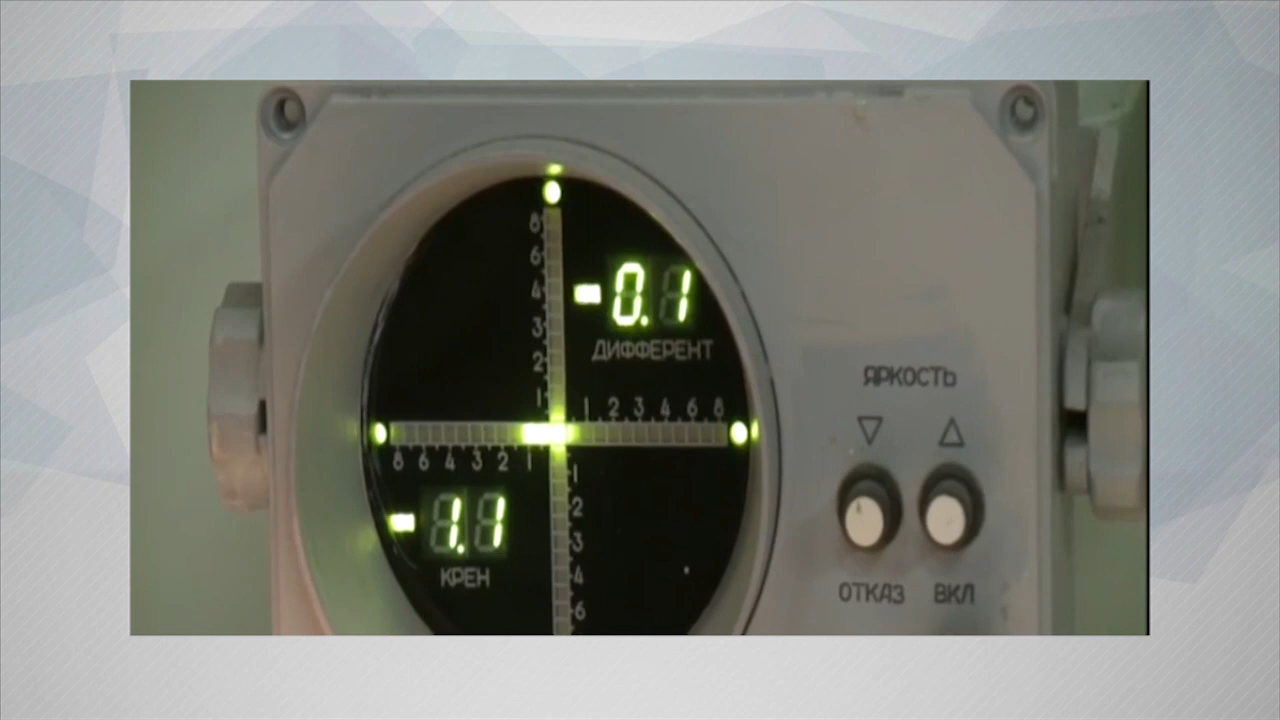 8
6
4
3
2
1
-0.1
ДИФФЕРЕНТ
1 2 3 4 6 8
8 6 4 3 2 1
1
2
3
4
6
-1.1
КРЕН
ЯРКОСТЬ
▽ △
ОТКАЗ ВКЛ